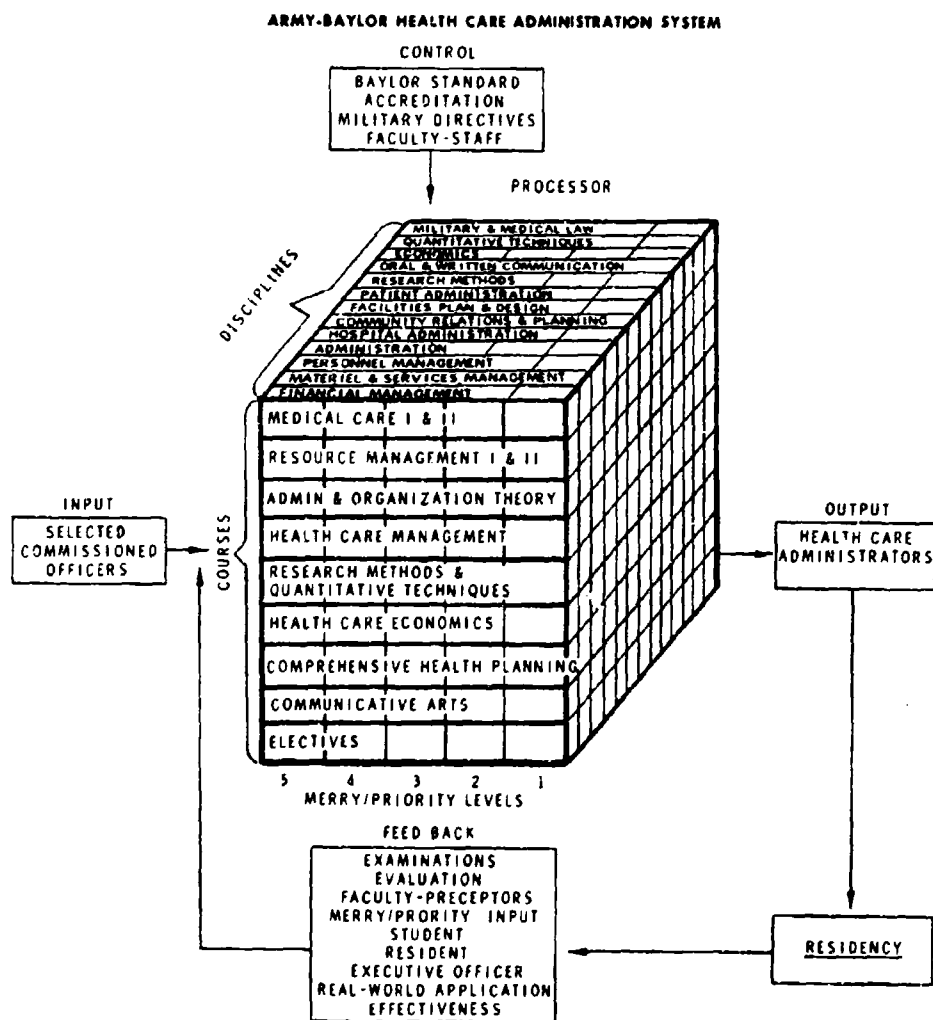 ARMY-BAYLOR HEALTH CARE ADMINISTRATION SYSTEM
CONTROL
BAYLOR STANDARD
ACCREDITATION
MILITARY DIRECTIVES
FACULTY-STAFF
PROCESSOR
DISCIPLINES
MILITARY & MEDICAL LAW
QUANTITATIVE TECHNIQUES
ECONOMICS
ORAL & WRITTEN COMMUNICATION
RESEARCH METHODS
PATIENT ADMINISTRATION
FACILITIES PLAN & DESIGN
COMMUNITY RELATIONS & PLANNING
HOSPITAL ADMINISTRATION
ADMINISTRATION
PERSONNEL MANAGEMENT
MATERIEL & SERVICES MANAGEMENT
FINANCIAL MANAGEMENT
COURSES
MEDICAL CARE I & II
RESOURCE MANAGEMENT I & II
ADMIN & ORGANIZATION THEORY
HEALTH CARE MANAGEMENT
RESEARCH METHODS &
QUANTITATIVE TECHNIQUES
HEALTH CARE ECONOMICS
COMPREHENSIVE HEALTH PLANNING
COMMUNICATIVE ARTS
ELECTIVES
5 4 3 2 1
MERRY/PRIORITY LEVELS
INPUT
SELECTED
COMMISSIONED
OFFICERS
OUTPUT
HEALTH CARE
ADMINISTRATORS
RESIDENCY
FEED BACK
EXAMINATIONS
EVALUATION
FACULTY-PRECEPTORS
MERRY/PRORITY INPUT
STUDENT
RESIDENT
EXECUTIVE OFFICER
REAL-WORLD APPLICATION
EFFECTIVENESS